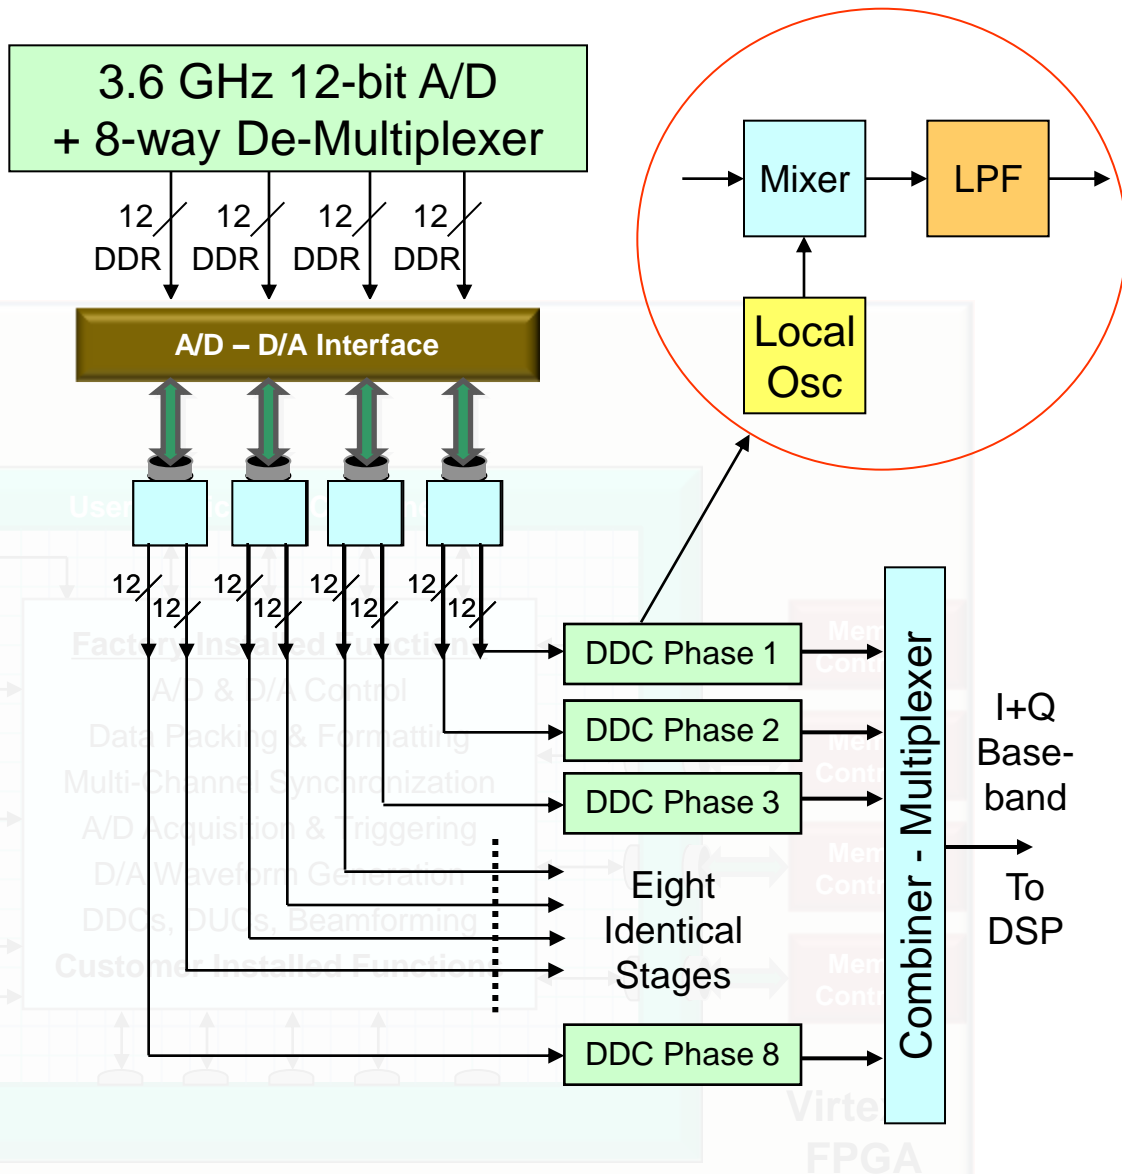 3.6 GHz 12-bit A/D
+ 8-way De-Multiplexer
12
12
12
12
DDR
DDR
DDR
DDR
Mixer
LPF
Local
Osc
A/D – D/A Interface
12
12
12
12
12
12
12
12
Factory Installed Functions
A/D & D/A Control
Data Packing & Formatting
Multi-Channel Synchronization
A/D Acquisition & Triggering
D/A Waveform Generation
DDCs, DUCs, Beamforming
Customer Installed Functions
DDC Phase 1
DDC Phase 2
DDC Phase 3
Eight
Identical
Stages
DDC Phase 8
Combiner - Multiplexer
I+Q
Base-
band
To
DSP
FPGA